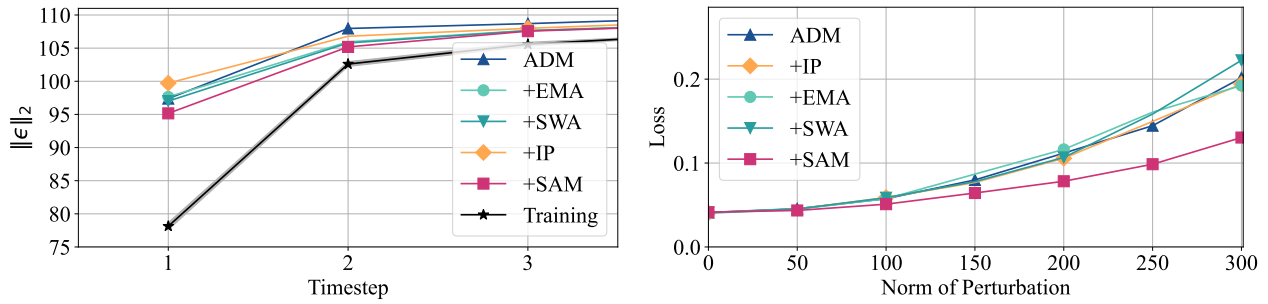 110
105
100
95
90
85
80
75
‖ϵ‖₂
1
2
3
Timestep
ADM
+EMA
+SWA
+IP
+SAM
Training
0.2
0.1
0.0
Loss
0
50
100
150
200
250
300
Norm of Perturbation
ADM
+IP
+EMA
+SWA
+SAM